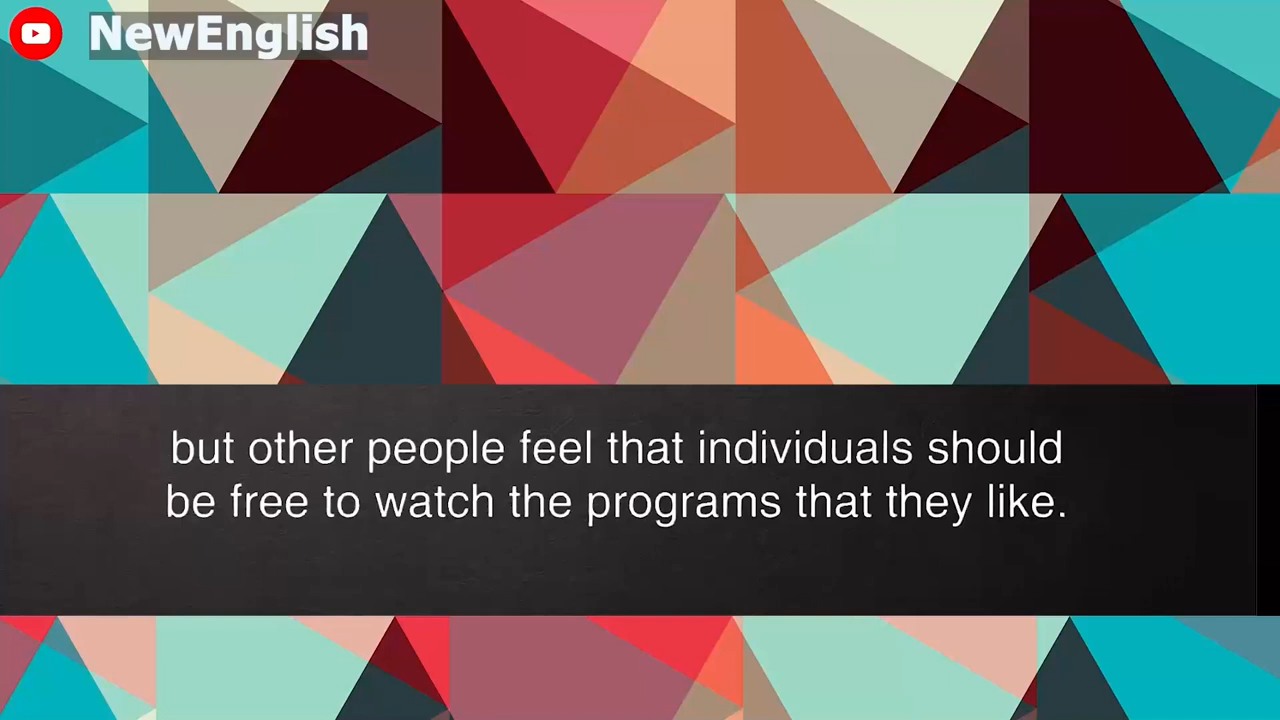 NewEnglish
but other people feel that individuals should
be free to watch the programs that they like.